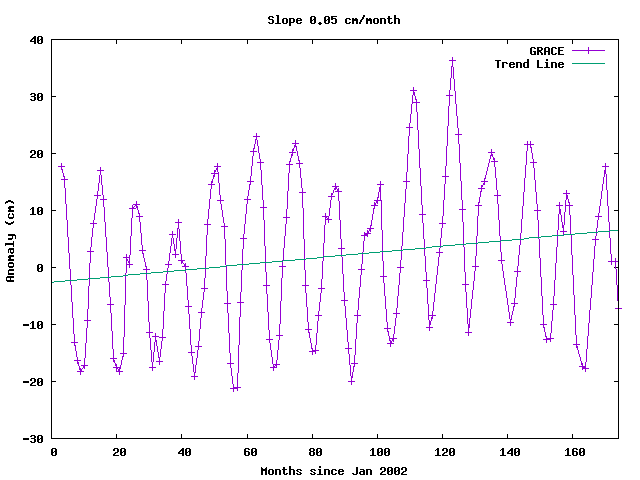 Slope 0.05 cm/month
GRACE
Trend Line
40
30
20
10
0
-10
-20
-30
Anomaly (cm)
0 20 40 60 80 100 120 140 160
Months since Jan 2002